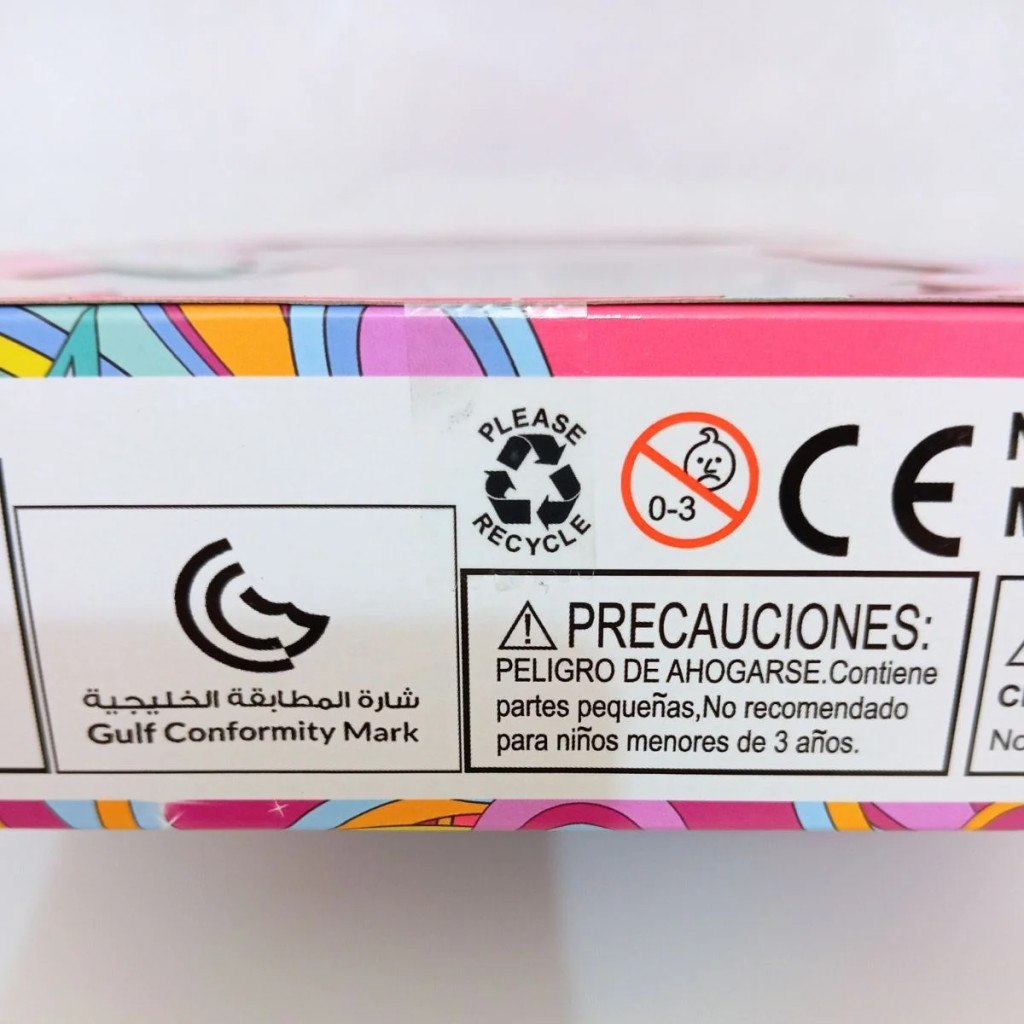 PLEASE
RECYCLE
0-3
CE
شارة المطابقة الخليجية
Gulf Conformity Mark
PRECAUCIONES:
PELIGRO DE AHOGARSE.Contiene
partes pequeñas,No recomendado
para niños menores de 3 años.